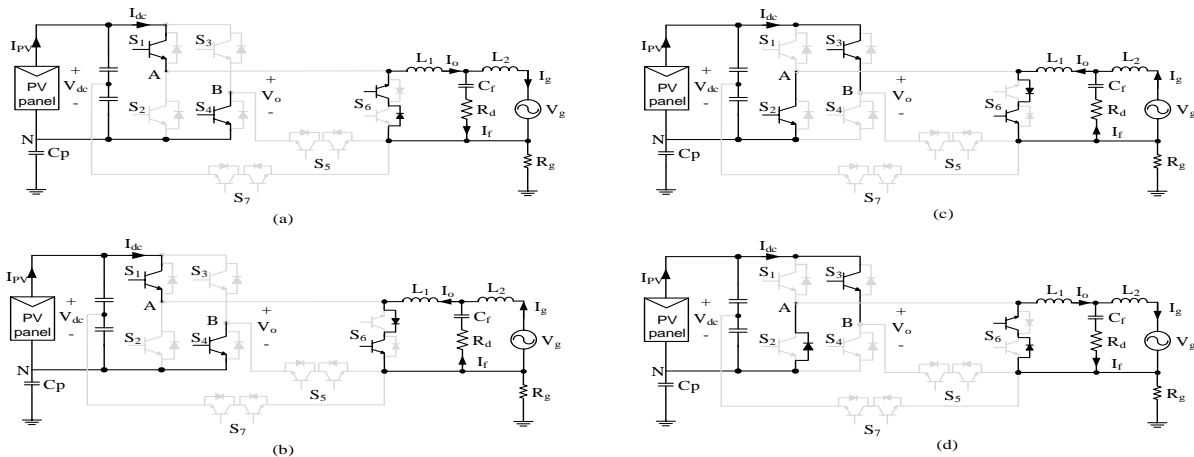 I_dc
I_PV
S_1
S_3
L_1
I_o
L_2
PV panel
+
V_dc
-
A
B
+
V_o
-
C_f
I_g
S_6
S_2
S_4
R_d
V_g
N
I_f
Cp
S_5
R_g
S_7
(a)
I_dc
I_PV
S_1
S_3
L_1
I_o
L_2
PV panel
+
V_dc
-
A
B
+
V_o
-
C_f
I_g
S_6
S_2
S_4
R_d
V_g
N
I_f
Cp
S_5
R_g
S_7
(c)
I_dc
I_PV
S_1
S_3
L_1
I_o
L_2
PV panel
+
V_dc
-
A
B
+
V_o
-
C_f
I_g
S_6
S_2
S_4
R_d
V_g
N
I_f
Cp
S_5
R_g
S_7
(b)
I_dc
I_PV
S_1
S_3
L_1
I_o
L_2
PV panel
+
V_dc
-
A
B
+
V_o
-
C_f
I_g
S_6
S_2
S_4
R_d
V_g
N
I_f
Cp
S_5
R_g
S_7
(d)